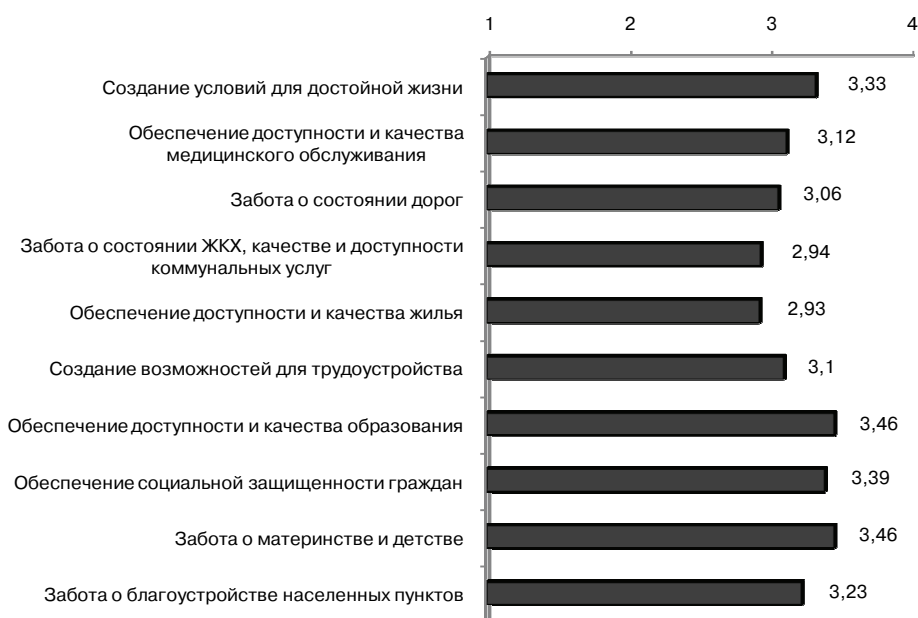 1 2 3 4
Создание условий для достойной жизни 3,33
Обеспечение доступности и качества
медицинского обслуживания 3,12
Забота о состоянии дорог 3,06
Забота о состоянии ЖКХ, качестве и доступности
коммунальных услуг 2,94
Обеспечение доступности и качества жилья 2,93
Создание возможностей для трудоустройства 3,1
Обеспечение доступности и качества образования 3,46
Обеспечение социальной защищенности граждан 3,39
Забота о материнстве и детстве 3,46
Забота о благоустройстве населенных пунктов 3,23